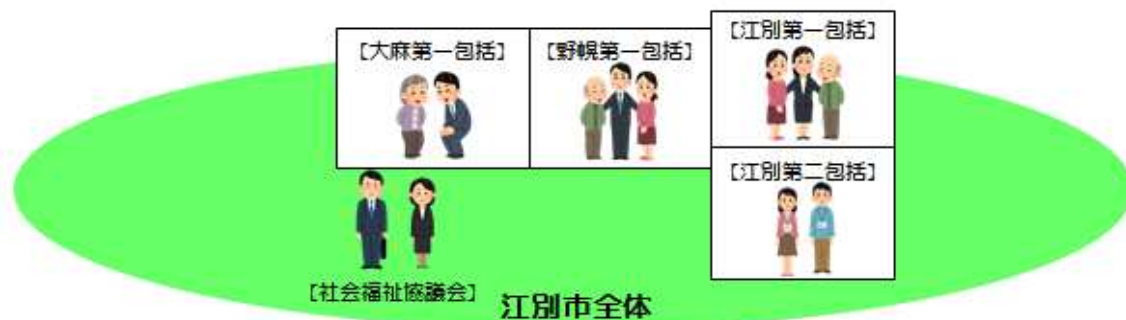 【大麻第一包括】
【野幌第一包括】
【江別第一包括】
【江別第二包括】
【社会福祉協議会】
江別市全体